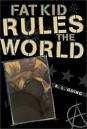 FAT KID
RULES THE
WORLD
K. L. GOING